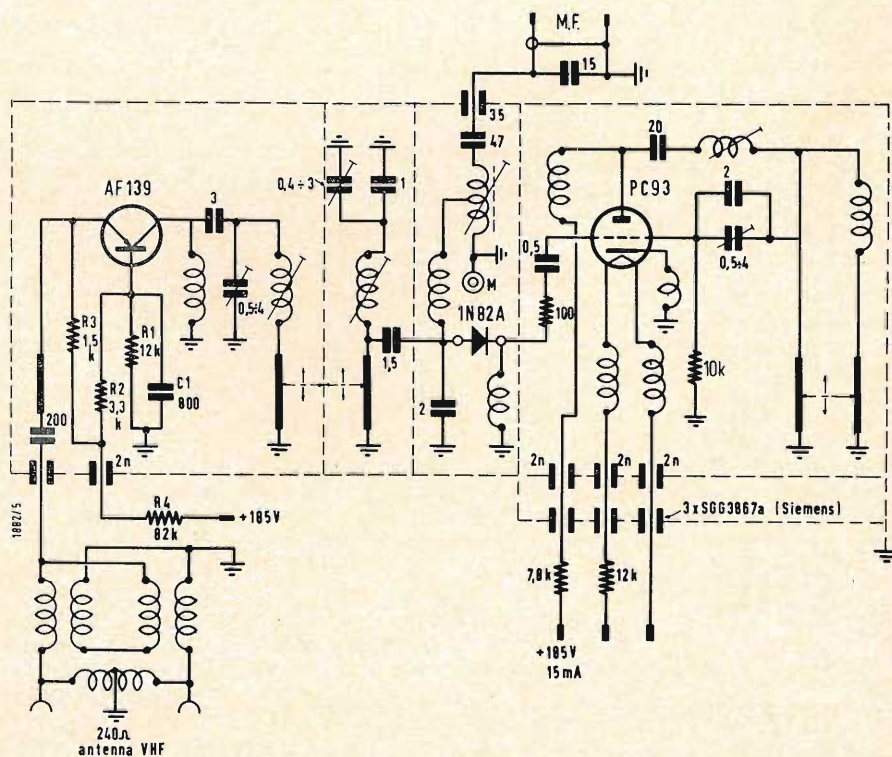 M.F.
15
35
47
20
AF139
3
0,4÷3
1
PC93
2
0,5÷4
0,5
R3
1,5
k
R1
12k
0,5÷4
M
1N82A
100
1,5
R2
3,3
k
C1
800
10k
200
2
2n
2n
2n
2n
1882/5
R4
82k
+185V
3xSGG3867a (Siemens)
7,8k
12k
+185V
15mA
240Ω
antenna VHF